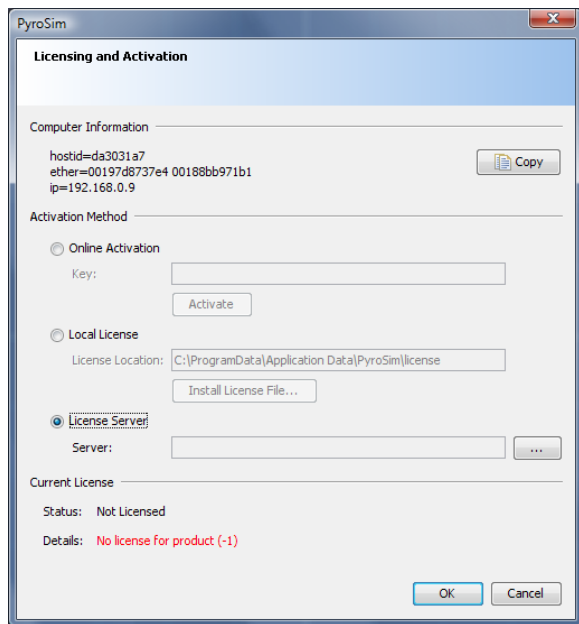 PyroSim
Licensing and Activation
Computer Information
hostid=da3031a7
ether=00197d8737e4 00188bb971b1
ip=192.168.0.9
Copy
Activation Method
Online Activation
Key:
Activate
Local License
License Location: C:\ProgramData\Application Data\PyroSim\license
Install License File...
License Server
Server:
...
Current License
Status: Not Licensed
Details: No license for product (-1)
OK Cancel